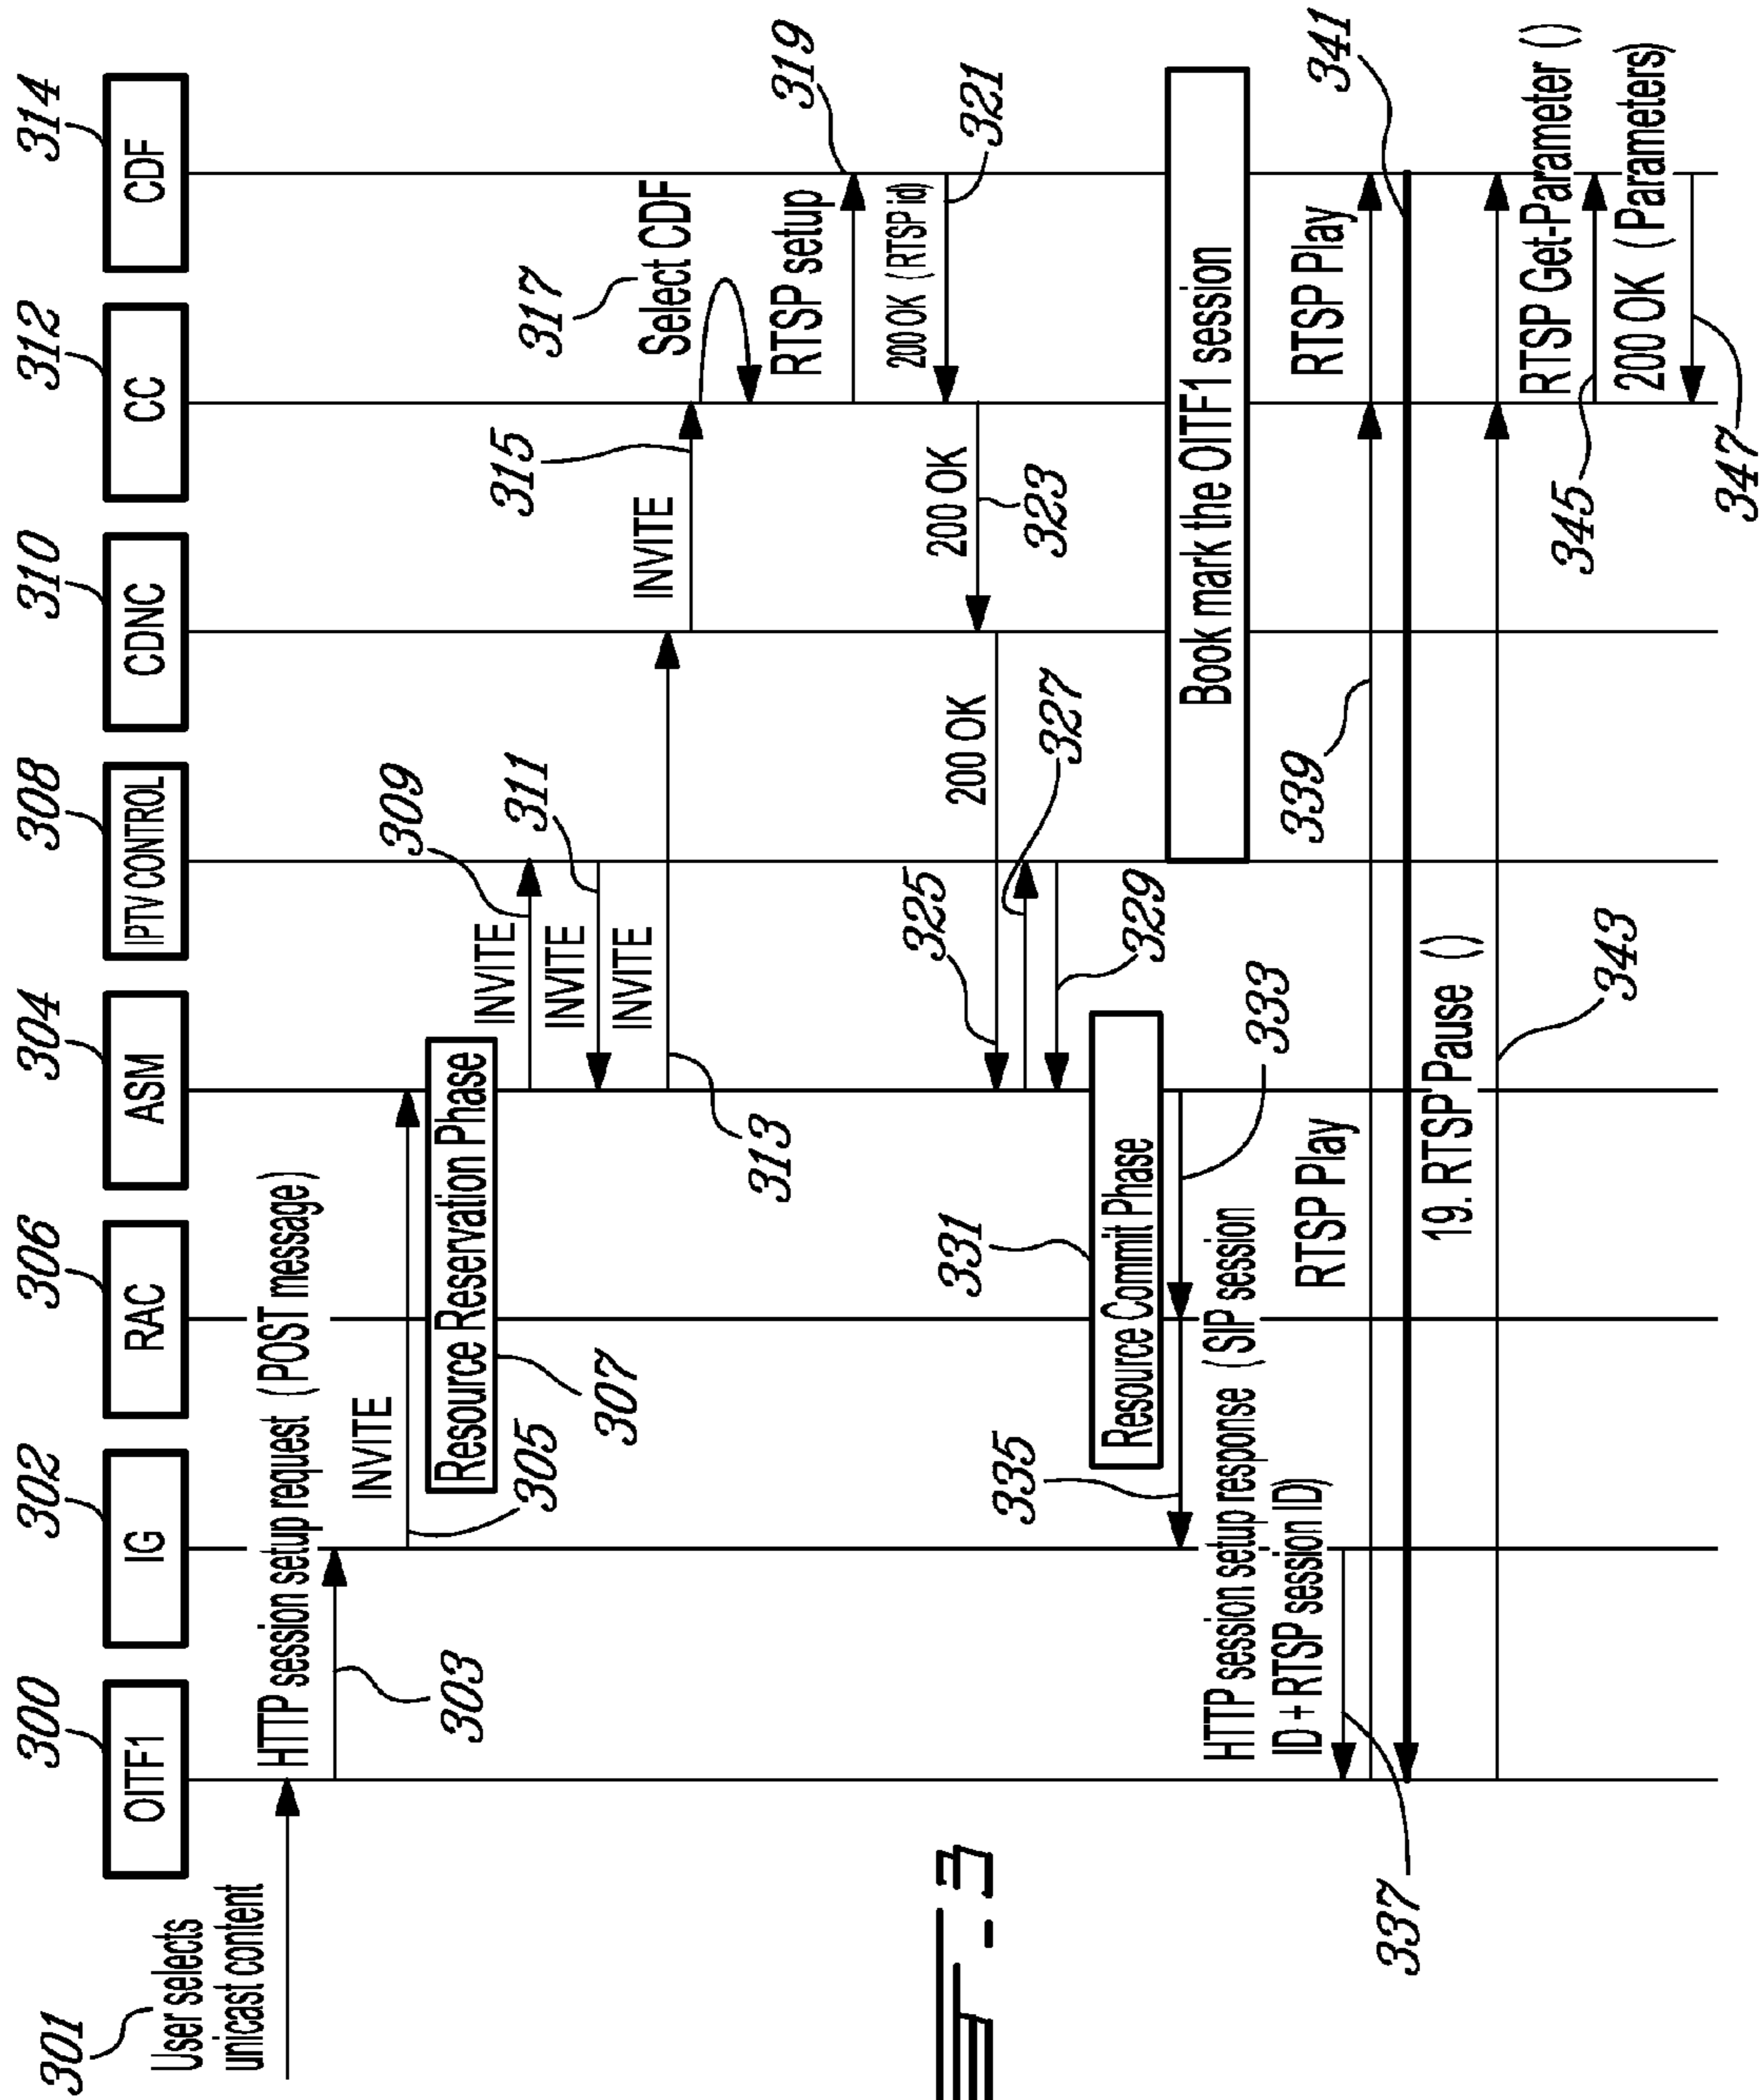 300
302
306
304
308
310
312
314
OITF1
IG
RAC
ASM
IPTV CONTROL
CDNC
CC
CDF
301
User selects
unicast content
HTTP session setup request (POST message)
303
INVITE
305
Resource Reservation Phase
307
INVITE
309
INVITE
311
INVITE
313
INVITE
315
317
Select CDF
RTSP setup
319
200 OK (RTSP id)
321
200 OK
323
200 OK
325
327
329
331
Resource Commit Phase
333
335
Book mark the OITF1 session
HTTP session setup response (SIP session
ID + RTSP session ID)
337
RTSP Play
339
RTSP Play
341
19. RTSP Pause ()
343
RTSP Get-Parameter ()
345
200 OK (Parameters)
347
- 3